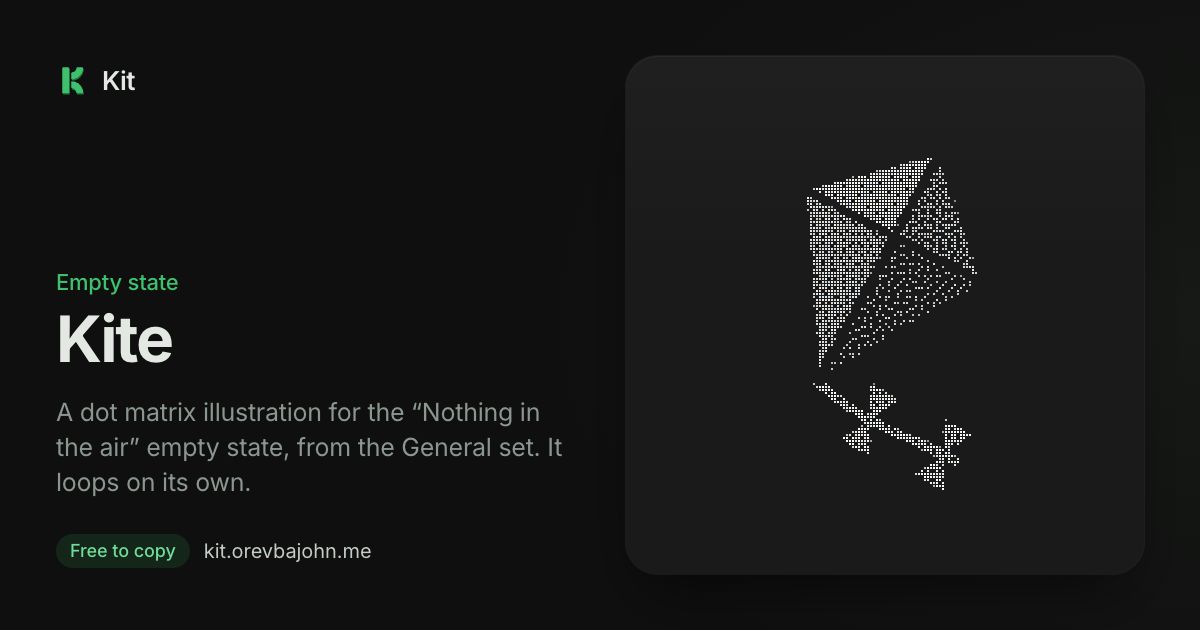 Kit
Empty state
Kite
A dot matrix illustration for the “Nothing in
the air” empty state, from the General set. It
loops on its own.
Free to copy
kit.orevbajohn.me